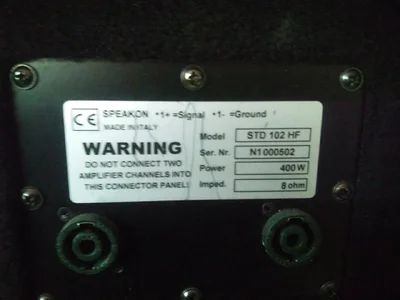 CE SPEAKON *1+ =Signal *1- =Ground
MADE IN ITALY
Model STD 102 HF
WARNING
Ser. Nr. N1000502
DO NOT CONNECT TWO
AMPLIFIER CHANNELS INTO
THIS CONNECTOR PANEL!
Power 400 W
Imped. 8 ohm